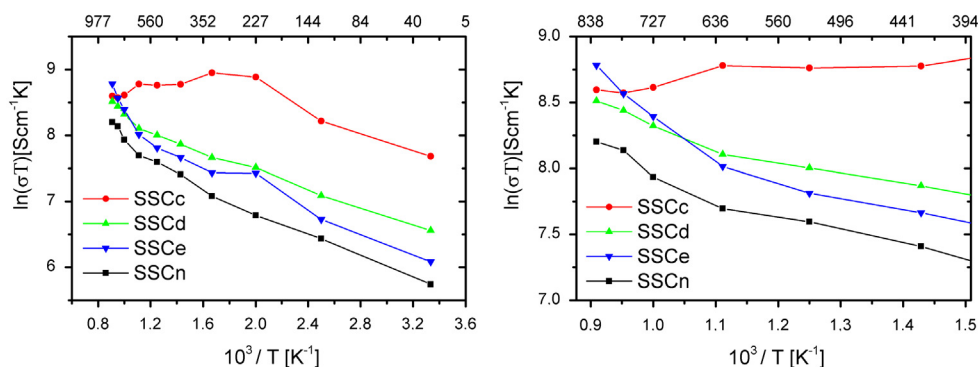 977 560 352 227 144 84 40 5
9
8
7
6
ln(σT)[Scm⁻¹K]
SSCc
SSCd
SSCe
SSCn
0.8 1.2 1.6 2.0 2.4 2.8 3.2 3.6
10³ / T [K⁻¹]
838 727 636 560 496 441 394
9.0
8.5
8.0
7.5
7.0
ln(σT)[Scm⁻¹K]
SSCc
SSCd
SSCe
SSCn
0.9 1.0 1.1 1.2 1.3 1.4 1.5
10³ / T [K⁻¹]